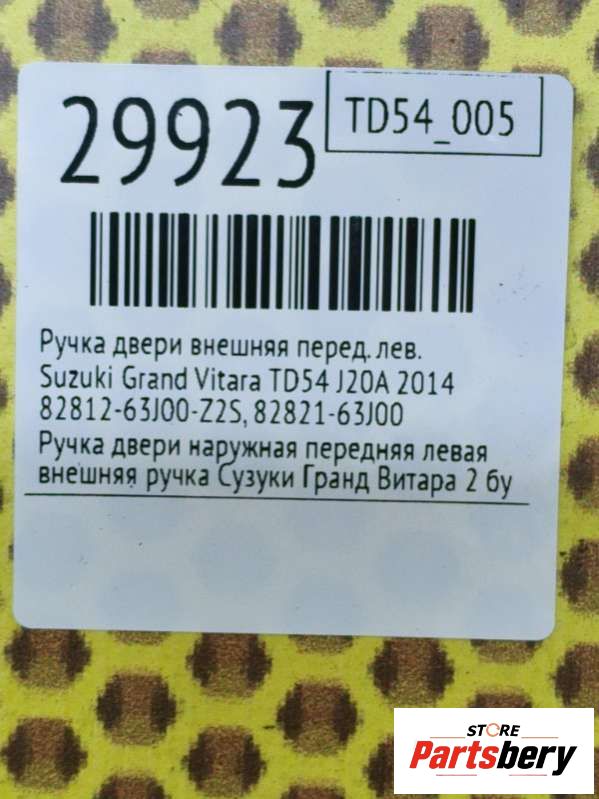 29923
TD54_005
Ручка двери внешняя перед. лев.
Suzuki Grand Vitara TD54 J20A 2014
82812-63J00-Z2S, 82821-63J00
Ручка двери наружная передняя левая
внешняя ручка Сузуки Гранд Витара 2 бу
STORE
Partsbery